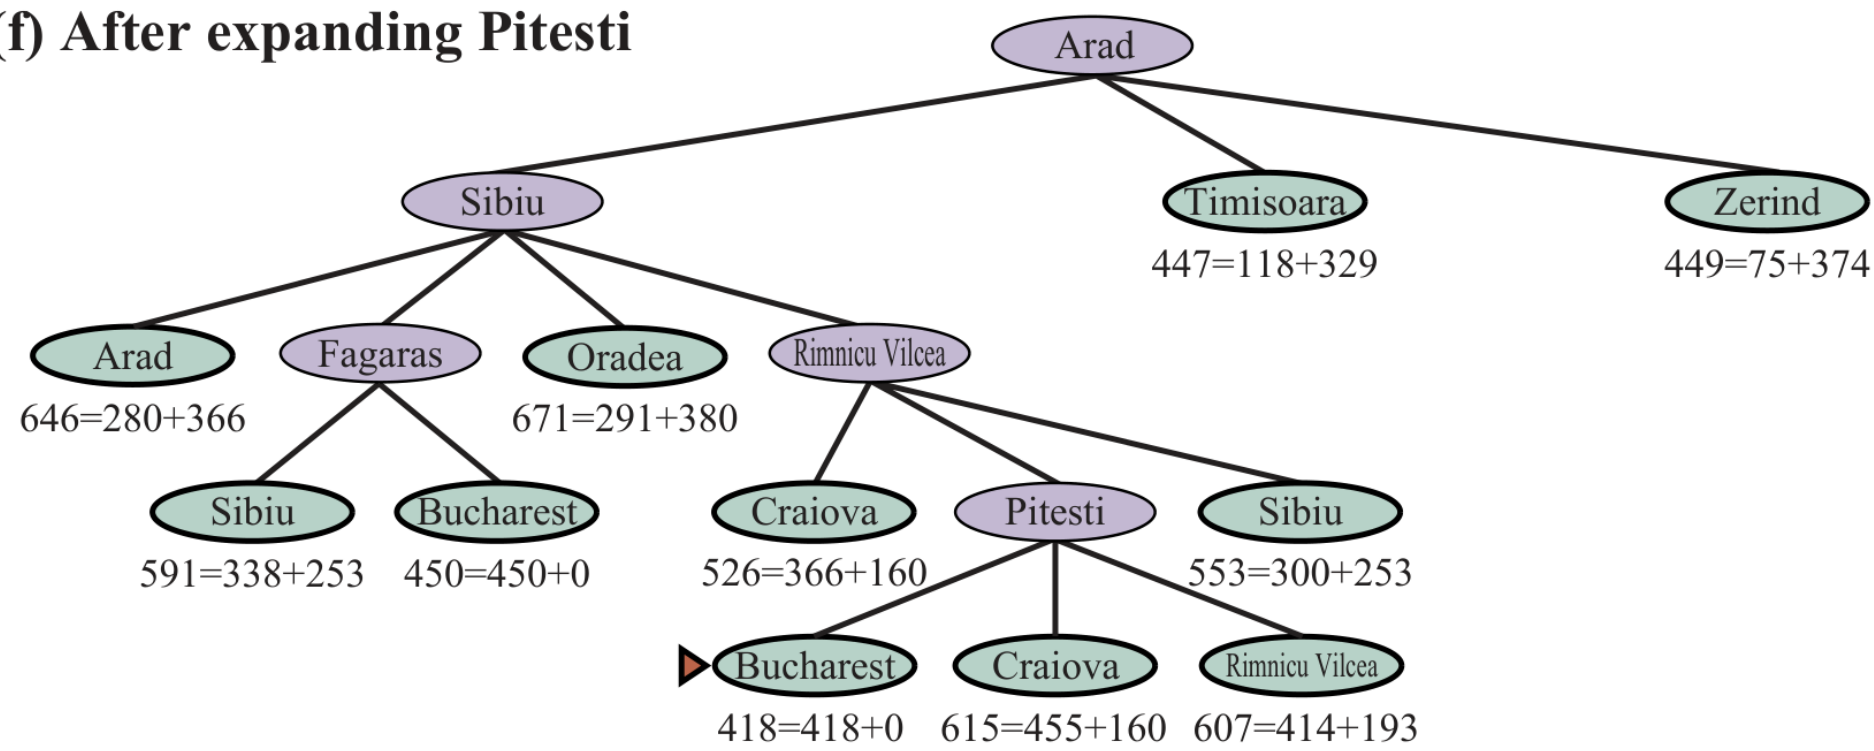 (f) After expanding Pitesti
Arad
Sibiu
Timisoara
Zerind
447=118+329
449=75+374
Arad
Fagaras
Oradea
Rimnicu Vilcea
646=280+366
671=291+380
Sibiu
Bucharest
Craiova
Pitesti
Sibiu
591=338+253
450=450+0
526=366+160
553=300+253
Bucharest
Craiova
Rimnicu Vilcea
418=418+0
615=455+160
607=414+193